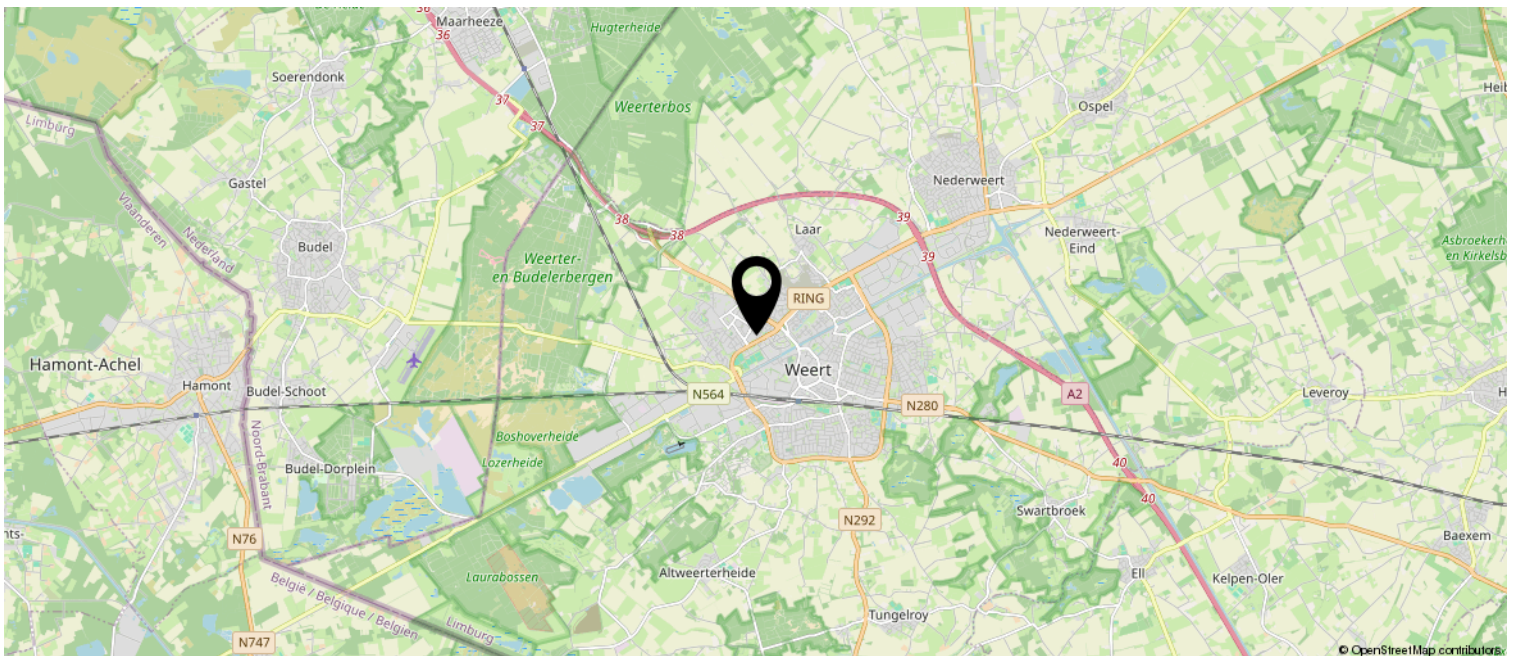 36
Maarheeze
36
Hugterheide
Soerendonk
37
Weerterbos
Ospel
37
Limburg
Gastel
Nederweert
Vlaanderen
Nederland
38
38
39
Laar
Nederweert-
Eind
Budel
39
Weerter-
en Budelerbergen
RING
Hamont-Achel
Weert
Hamont
Budel-Schoot
N564
A2
Leveroy
N280
Noord-Brabant
Boshoverheide
Lozerheide
40
Budel-Dorplein
40
Swartbroek
N292
N76
Baexem
Laurabossen
Altweerterheide
Ell
Kelpen-Oler
België / Belgique / Belgien
Limburg
Tungelroy
N747
© OpenStreetMap contributors